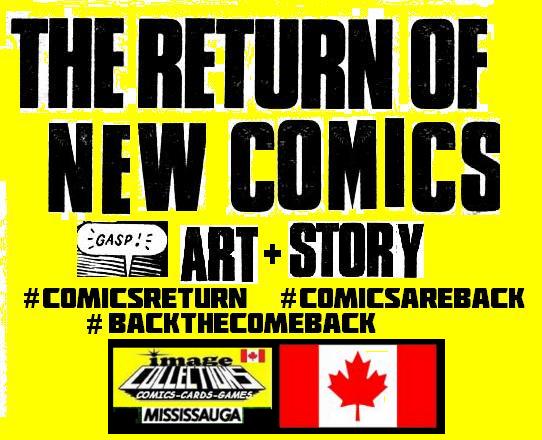 THE RETURN OF
NEW COMICS
GASP!
ART + STORY
#COMICSRETURN #COMICSAREBACK
# BACKTHECOMEBACK
image
COLLECTIONS
COMICS-CARDS-GAMES
MISSISSAUGA